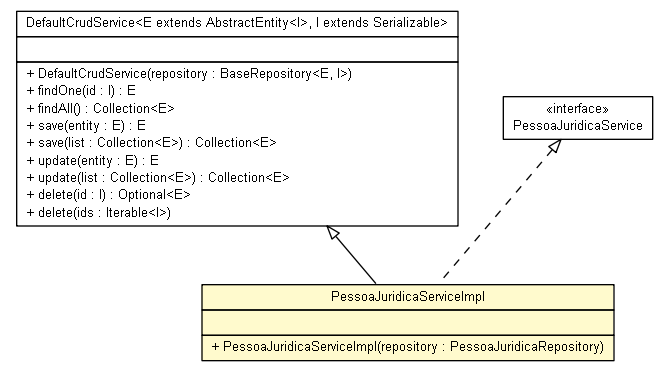 DefaultCrudService<E extends AbstractEntity<I>, I extends Serializable>
+ DefaultCrudService(repository : BaseRepository<E, I>)
+ findOne(id : I) : E
+ findAll() : Collection<E>
+ save(entity : E) : E
+ save(list : Collection<E>) : Collection<E>
+ update(entity : E) : E
+ update(list : Collection<E>) : Collection<E>
+ delete(id : I) : Optional<E>
+ delete(ids : Iterable<I>)
«interface»
PessoaJuridicaService
PessoaJuridicaServiceImpl
+ PessoaJuridicaServiceImpl(repository : PessoaJuridicaRepository)